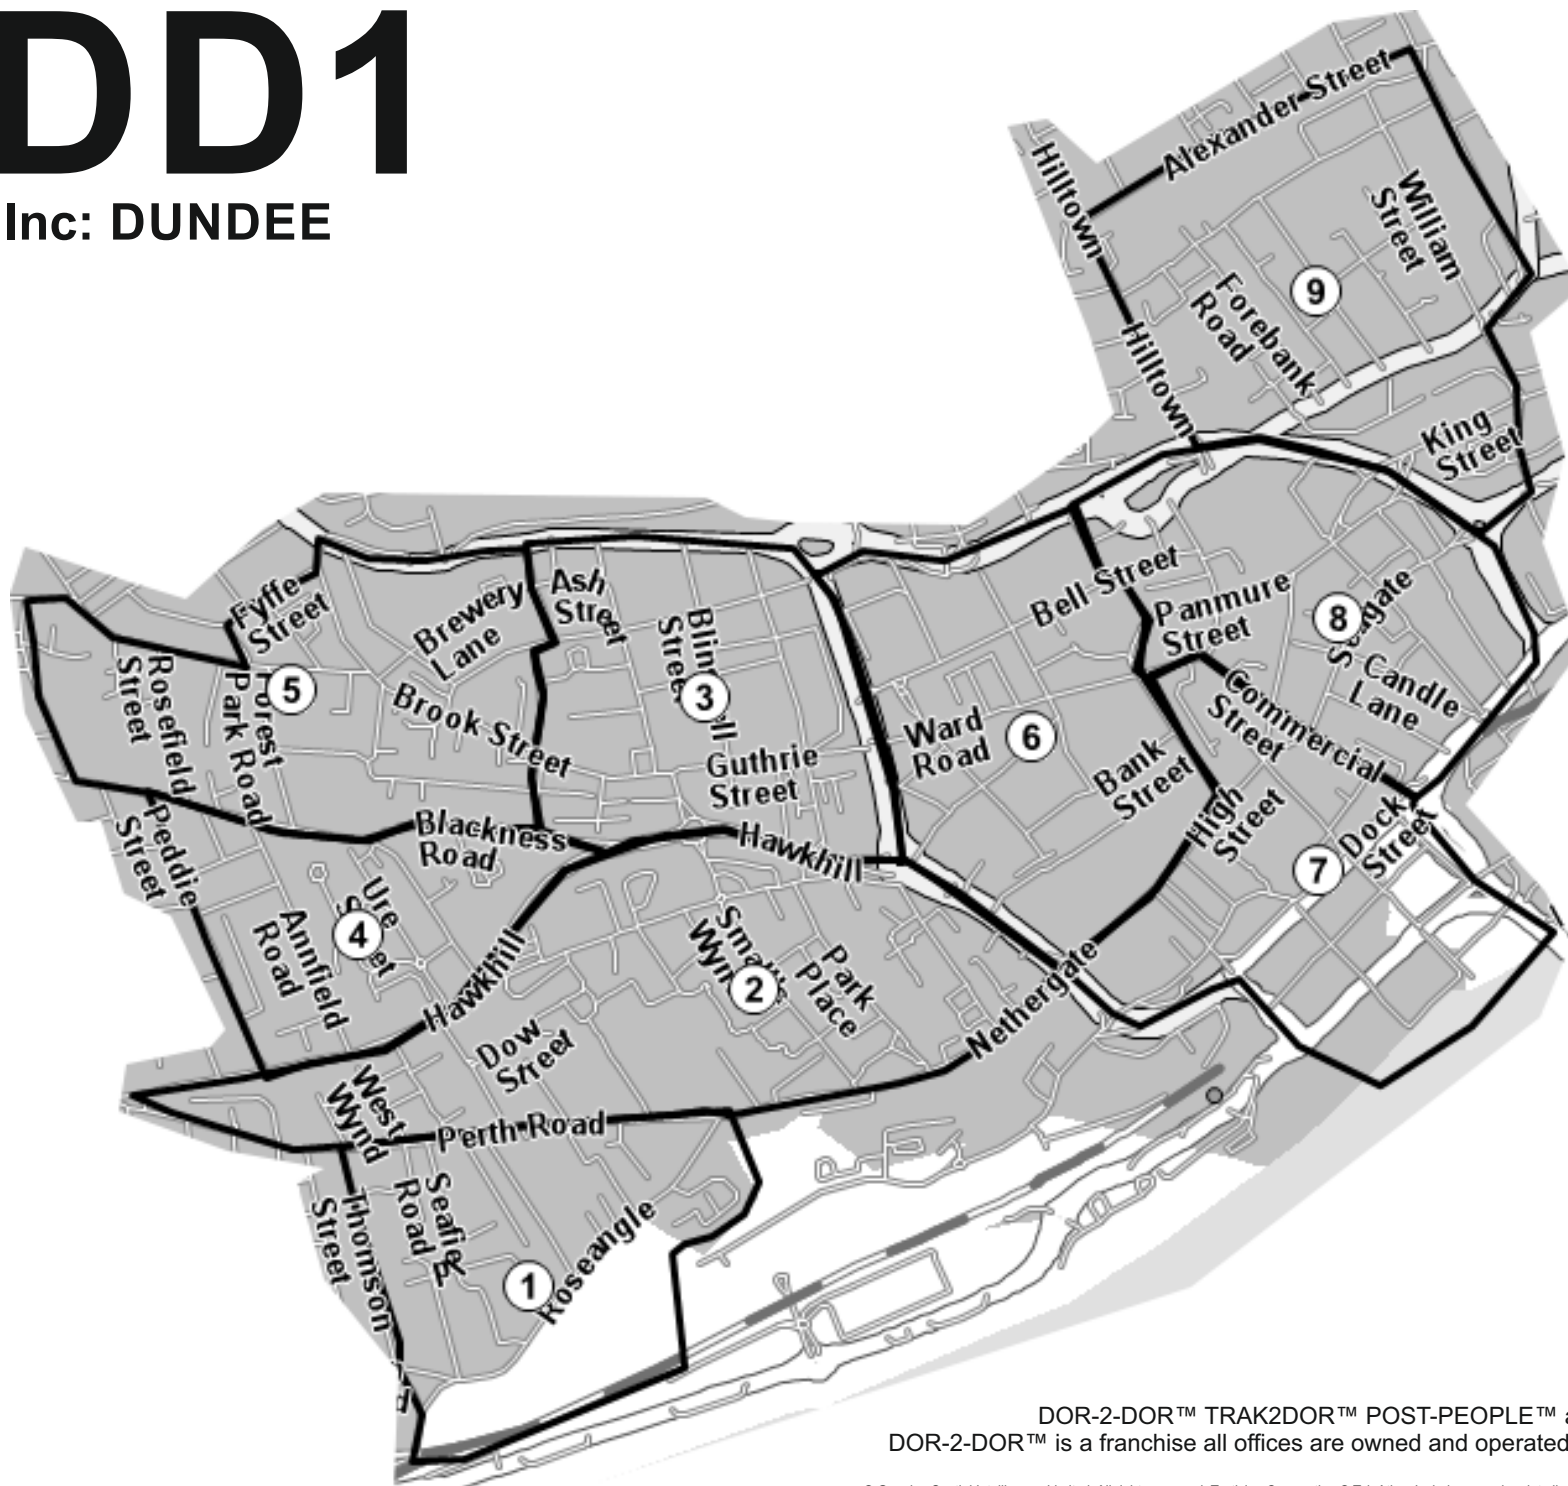 DD1
Inc: DUNDEE
Alexander Street
Hilltown
William
Street
9
Forebank
Road
Hilltown
King
Street
Fyffe
Street
Brewery
Lane
Ash
Street
Bell Street
Panmure
Street
8
Candle
Lane
Rosefield
Street
Forest
Park Road
5
Brook Street
3
Guthrie
Street
Ward
Road
6
Commercial
Street
Bank
Street
High
Street
Dock
Street
7
Peddie
Street
Blackness
Road
Hawkhill
Ure
4
Annfield
Road
Hawkhill
2
Park
Place
Nethergate
Dow
Street
West
Wynd
Perth Road
Thomson
Street
Road
1
Roseangle
DOR-2-DOR™ TRAK2DOR™ POST-PEOPLE™
DOR-2-DOR™ is a franchise all offices are owned and operated